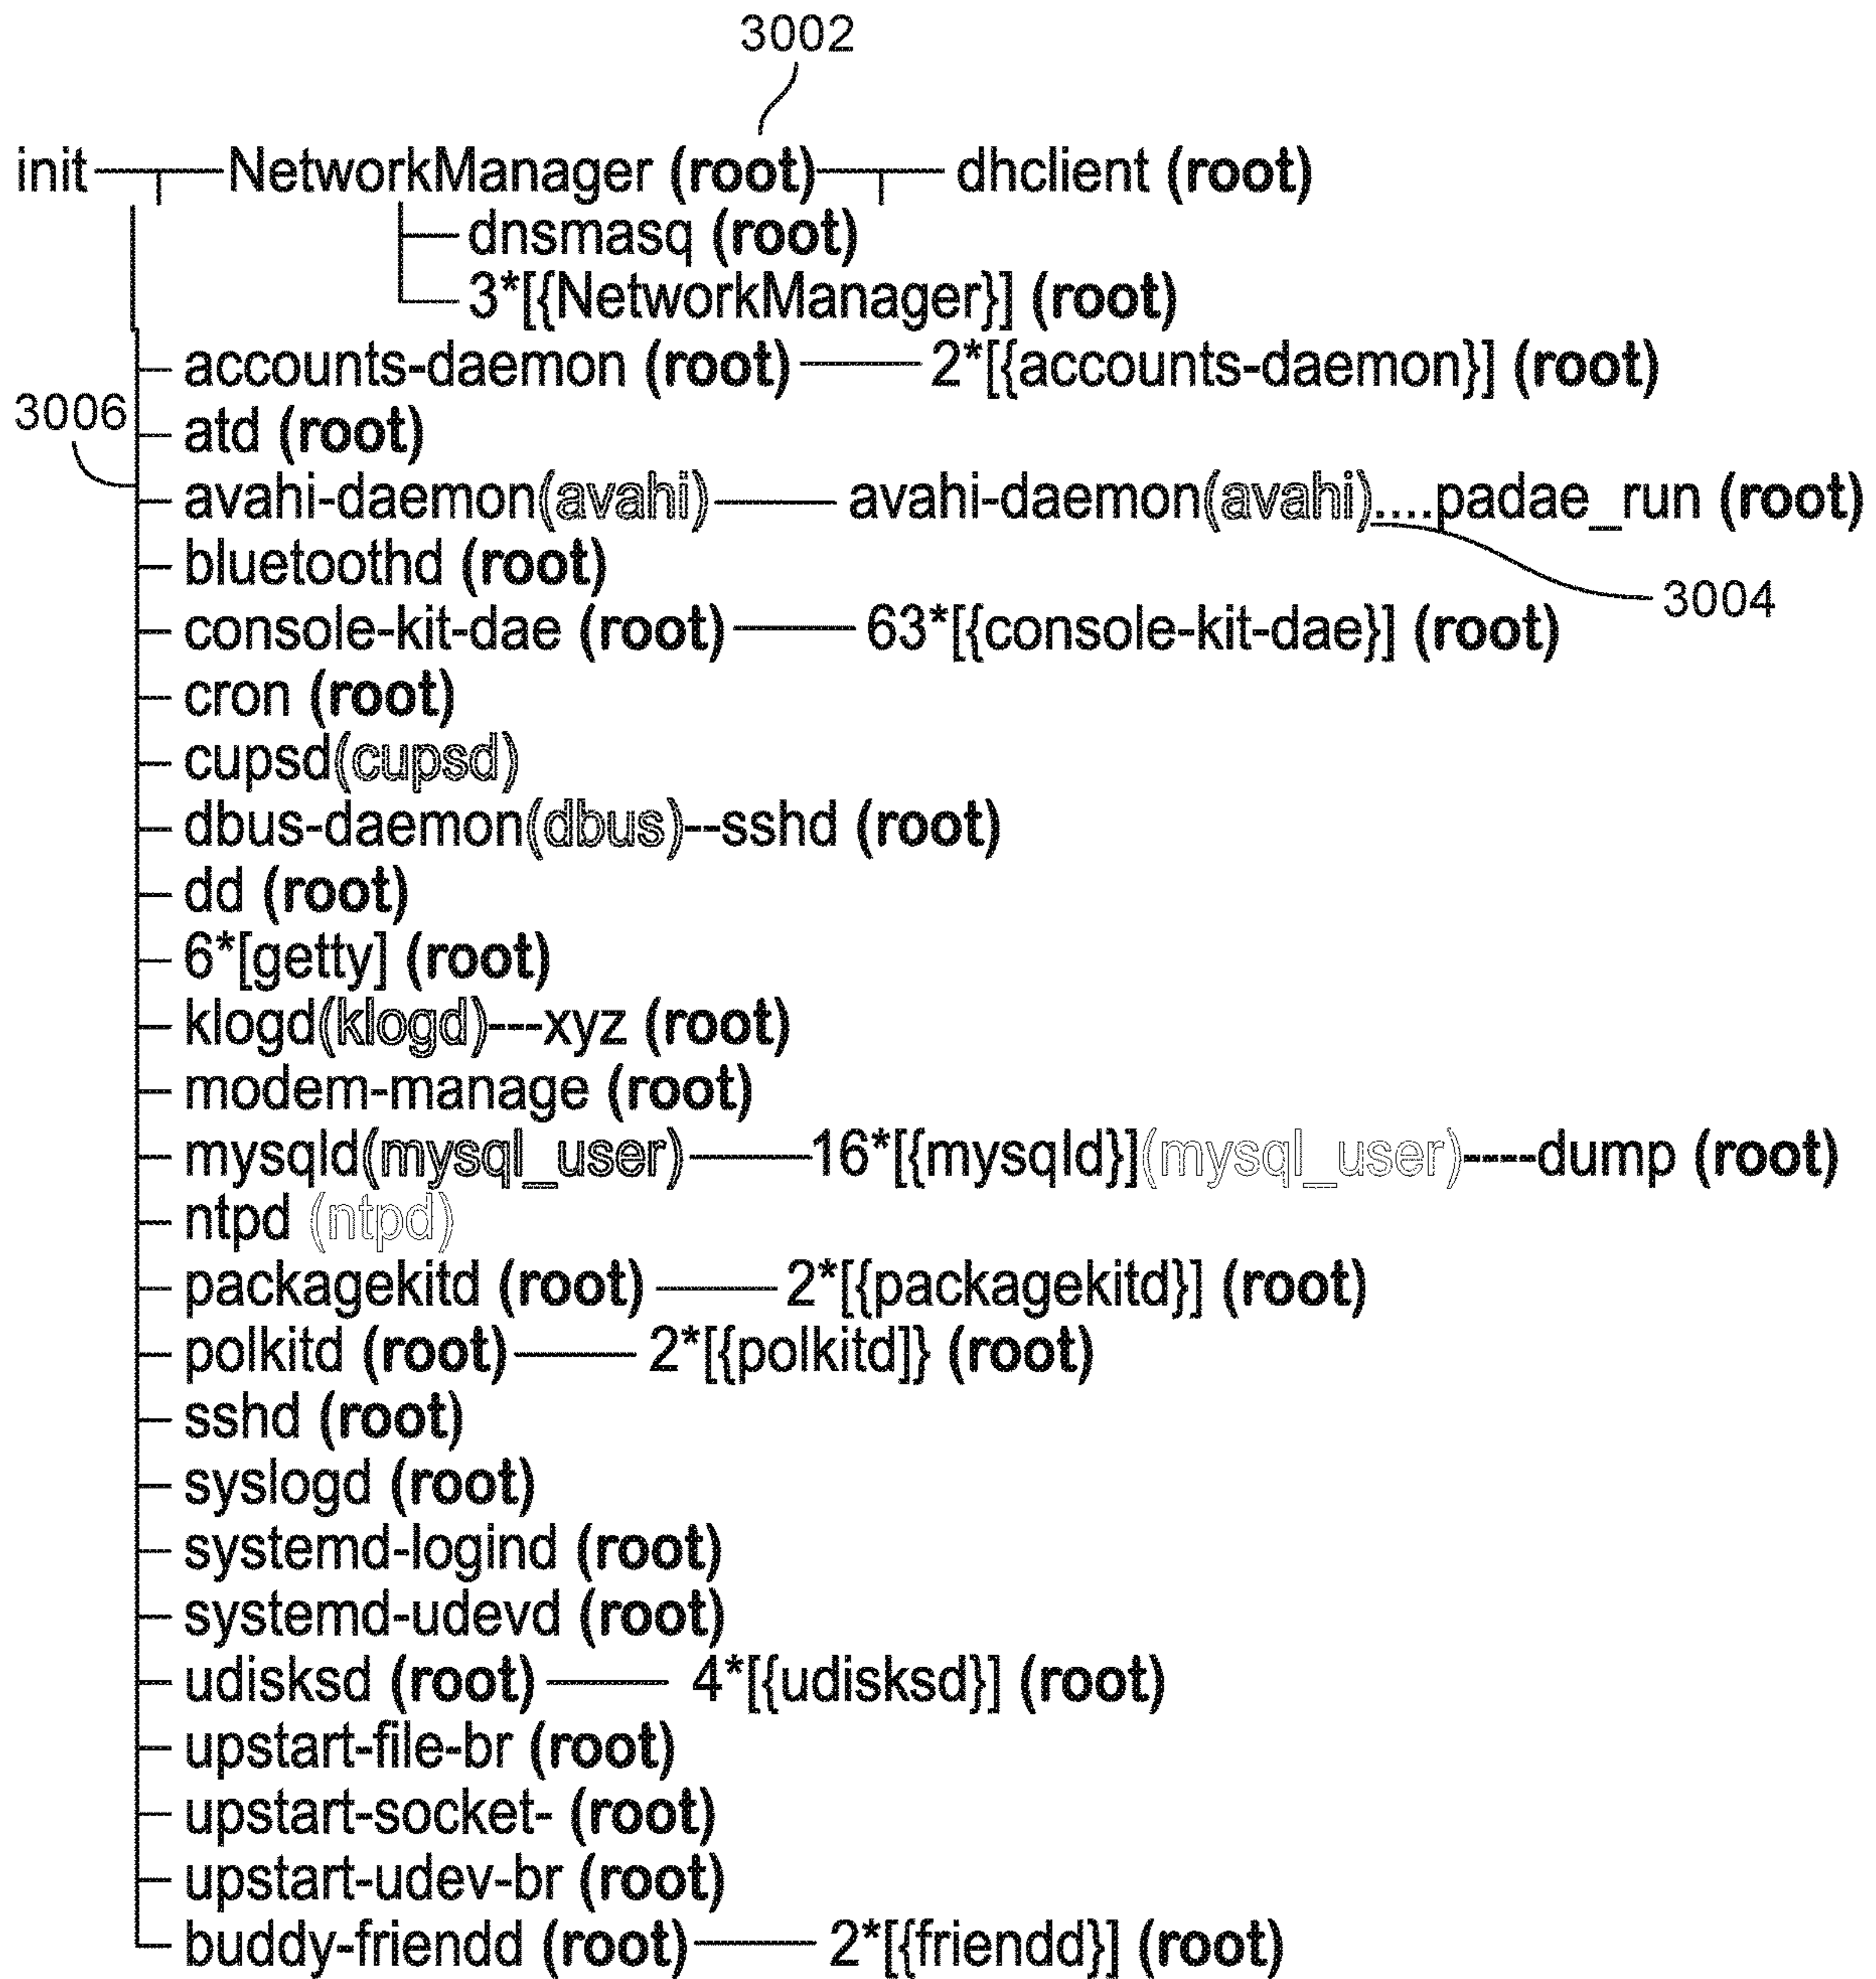 3002
init NetworkManager (root) dhclient (root)
dnsmasq (root)
3*[{NetworkManager}] (root)
accounts-daemon (root) 2*[{accounts-daemon}] (root)
3006
atd (root)
avahi-daemon(avahi) avahi-daemon(avahi)....padae_run (root)
bluetoothd (root)
3004
console-kit-dae (root) 63*[{console-kit-dae}] (root)
cron (root)
cupsd(cupsd)
dbus-daemon(dbus)--sshd (root)
dd (root)
6*[getty] (root)
klogd(klogd)---xyz (root)
modem-manage (root)
mysqld(mysql_user) 16*[{mysqld}](mysql_user)----dump (root)
ntpd (ntpd)
packagekitd (root) 2*[{packagekitd}] (root)
polkitd (root) 2*[{polkitd]} (root)
sshd (root)
syslogd (root)
systemd-logind (root)
systemd-udevd (root)
udisksd (root) 4*[{udisksd}] (root)
upstart-file-br (root)
upstart-socket- (root)
upstart-udev-br (root)
buddy-friendd (root) 2*[{friendd}] (root)